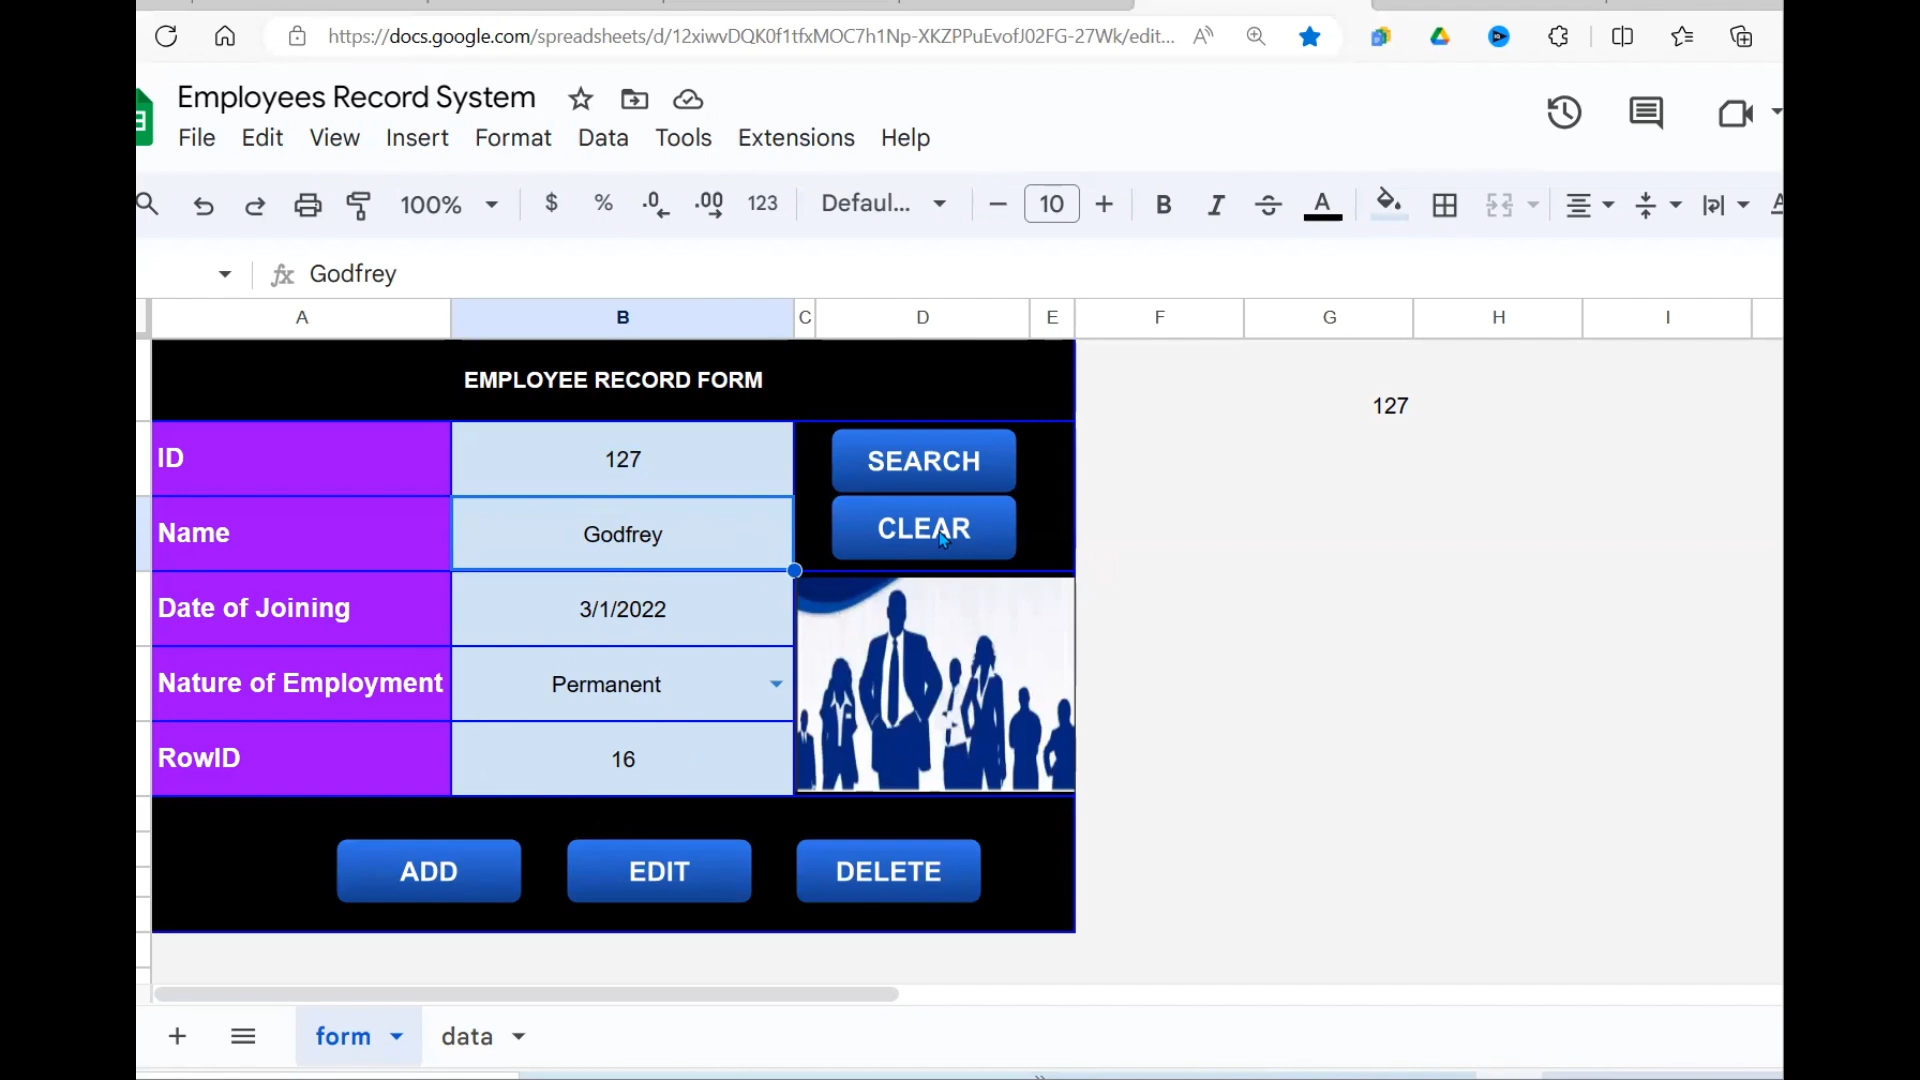 https://docs.google.com/spreadsheets/d/12xiwvDQK0f1tfxMOC7h1Np-XKZPPuEvofJ02FG-27Wk/edit...
Employees Record System
File Edit View Insert Format Data Tools Extensions Help
100% $ % .0 .00 123 Defaul... 10 B I S A
fx Godfrey
A B C D E F G H I
EMPLOYEE RECORD FORM
127
ID 127 SEARCH
Name Godfrey CLEAR
Date of Joining 3/1/2022
Nature of Employment Permanent
RowID 16
ADD EDIT DELETE
form data